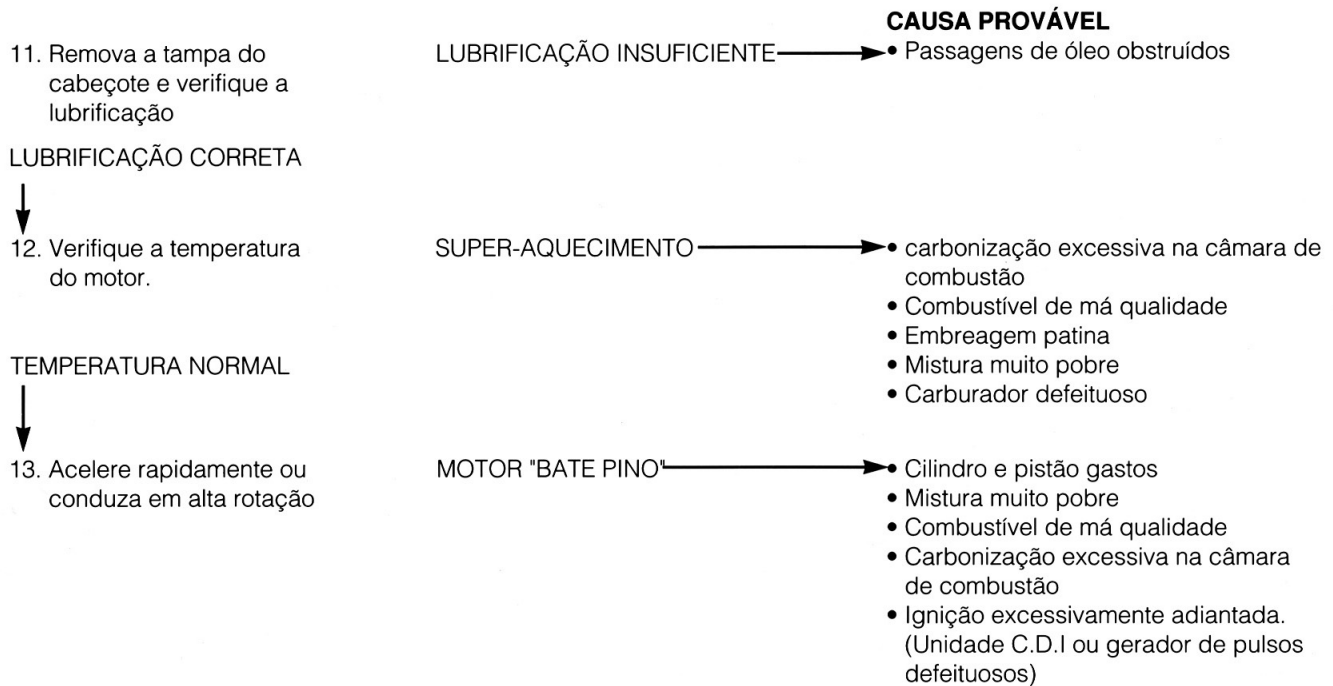 CAUSA PROVÁVEL
11. Remova a tampa do
cabeçote e verifique a
lubrificação
LUBRIFICAÇÃO INSUFICIENTE
• Passagens de óleo obstruídos
LUBRIFICAÇÃO CORRETA
12. Verifique a temperatura
do motor.
SUPER-AQUECIMENTO
• carbonização excessiva na câmara de
combustão
• Combustível de má qualidade
• Embreagem patina
• Mistura muito pobre
• Carburador defeituoso
TEMPERATURA NORMAL
13. Acelere rapidamente ou
conduza em alta rotação
MOTOR "BATE PINO"
• Cilindro e pistão gastos
• Mistura muito pobre
• Combustível de má qualidade
• Carbonização excessiva na câmara
de combustão
• Ignição excessivamente adiantada.
(Unidade C.D.I ou gerador de pulsos
defeituosos)